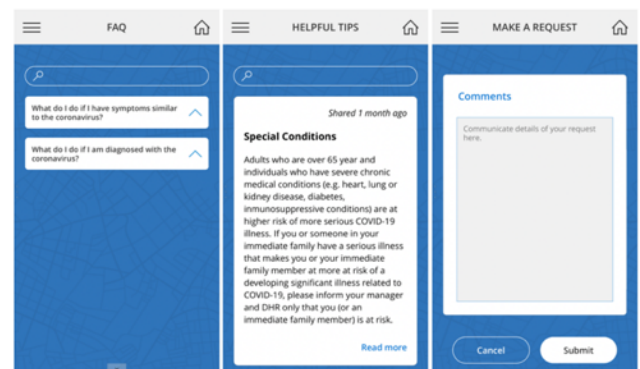 FAQ
What do I do if I have symptoms similar
to the coronavirus?
What do I do if I am diagnosed with the
coronavirus?
HELPFUL TIPS
Shared 1 month ago
Special Conditions
Adults who are over 65 year and
individuals who have severe chronic
medical conditions (e.g. heart, lung or
kidney disease, diabetes,
inmunosuppressive conditions) are at
higher risk of more serious COVID-19
illness. If you or someone in your
immediate family have a serious illness
that makes you or your immediate
family member at more at risk of a
developing significant illness related to
COVID-19, please inform your manager
and DHR only that you (or an
immediate family member) is at risk.
Read more
MAKE A REQUEST
Comments
Communicate details of your request
here.
Cancel
Submit